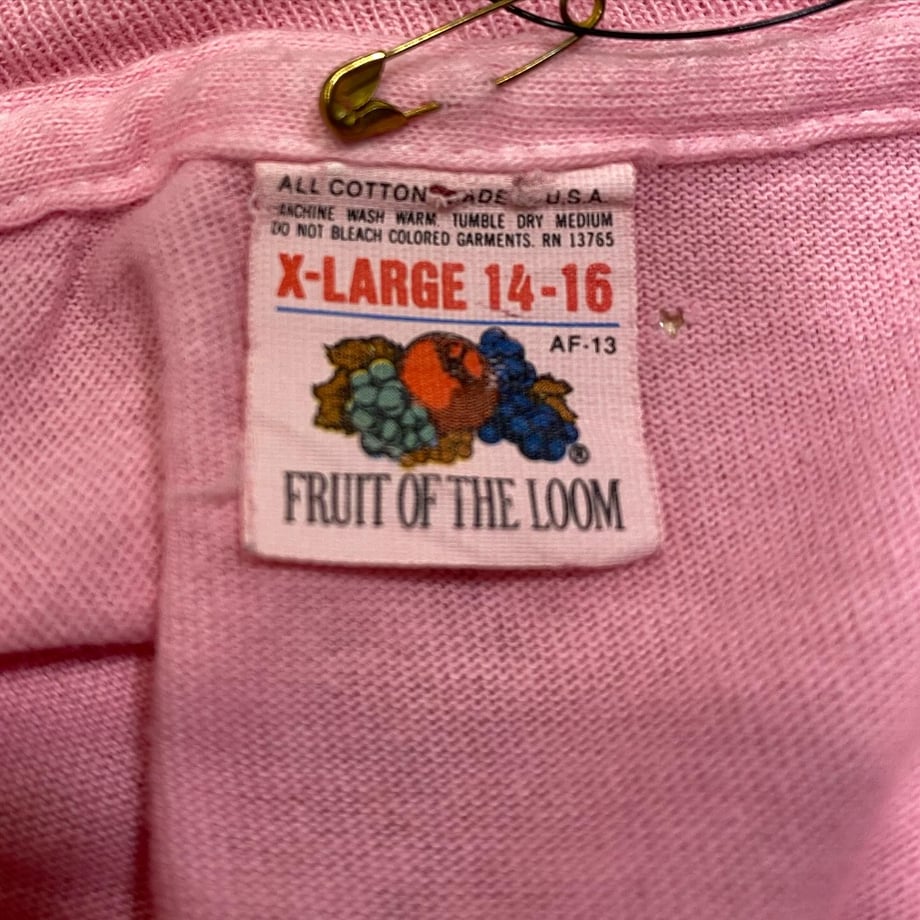 ALL COTTON MADE U.S.A
MACHINE WASH WARM. TUMBLE DRY MEDIUM
DO NOT BLEACH COLORED GARMENTS. RN 13765
X-LARGE 14-16
AF-13
®
FRUIT OF THE LOOM